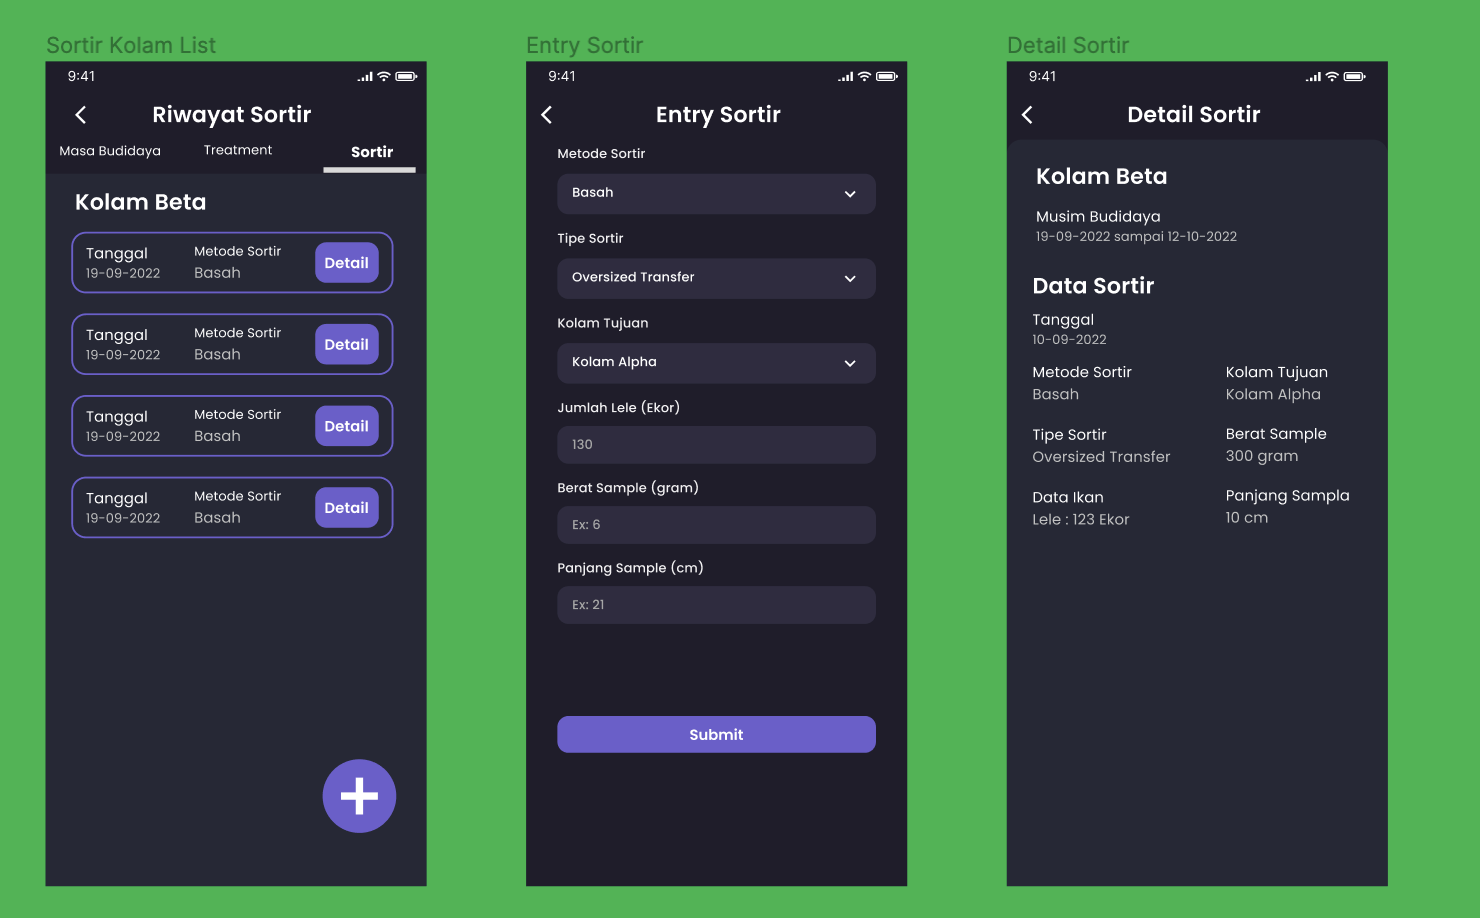 Sortir Kolam List
9:41
Riwayat Sortir
Masa Budidaya
Treatment
Sortir
Kolam Beta
Tanggal
19-09-2022
Metode Sortir
Basah
Detail
Tanggal
19-09-2022
Metode Sortir
Basah
Detail
Tanggal
19-09-2022
Metode Sortir
Basah
Detail
Tanggal
19-09-2022
Metode Sortir
Basah
Detail
Entry Sortir
9:41
Entry Sortir
Metode Sortir
Basah
Tipe Sortir
Oversized Transfer
Kolam Tujuan
Kolam Alpha
Jumlah Lele (Ekor)
130
Berat Sample (gram)
Ex: 6
Panjang Sample (cm)
Ex: 21
Submit
Detail Sortir
9:41
Detail Sortir
Kolam Beta
Musim Budidaya
19-09-2022 sampai 12-10-2022
Data Sortir
Tanggal
10-09-2022
Metode Sortir
Basah
Kolam Tujuan
Kolam Alpha
Tipe Sortir
Oversized Transfer
Berat Sample
300 gram
Data Ikan
Lele : 123 Ekor
Panjang Sampla
10 cm